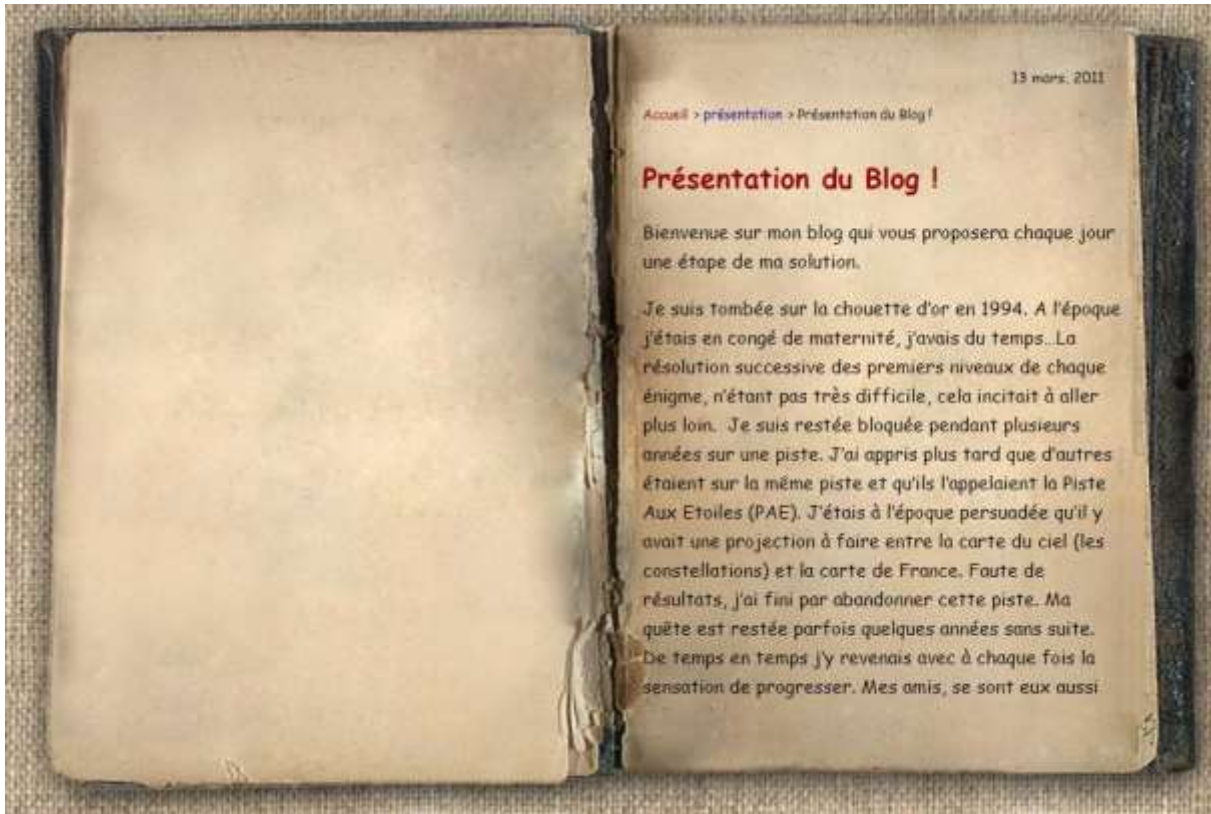 13 mars, 2011
Accueil > présentation > Présentation du Blog !
Présentation du Blog !
Bienvenue sur mon blog qui vous proposera chaque jour
une étape de ma solution.
Je suis tombée sur la chouette d'or en 1994. A l'époque
j'étais en congé de maternité, j'avais du temps...La
résolution successive des premiers niveaux de chaque
énigme, n'étant pas très difficile, cela incitait à aller
plus loin. Je suis restée bloquée pendant plusieurs
années sur une piste. J'ai appris plus tard que d'autres
étaient sur la même piste et qu'ils l'appelaient la Piste
Aux Etoiles (PAE). J'étais à l'époque persuadée qu'il y
avait une projection à faire entre la carte du ciel (les
constellations) et la carte de France. Faute de
résultats, j'ai fini par abandonner cette piste. Ma
quête est restée parfois quelques années sans suite.
De temps en temps j'y revenais avec à chaque fois la
sensation de progresser. Mes amis, se sont eux aussi